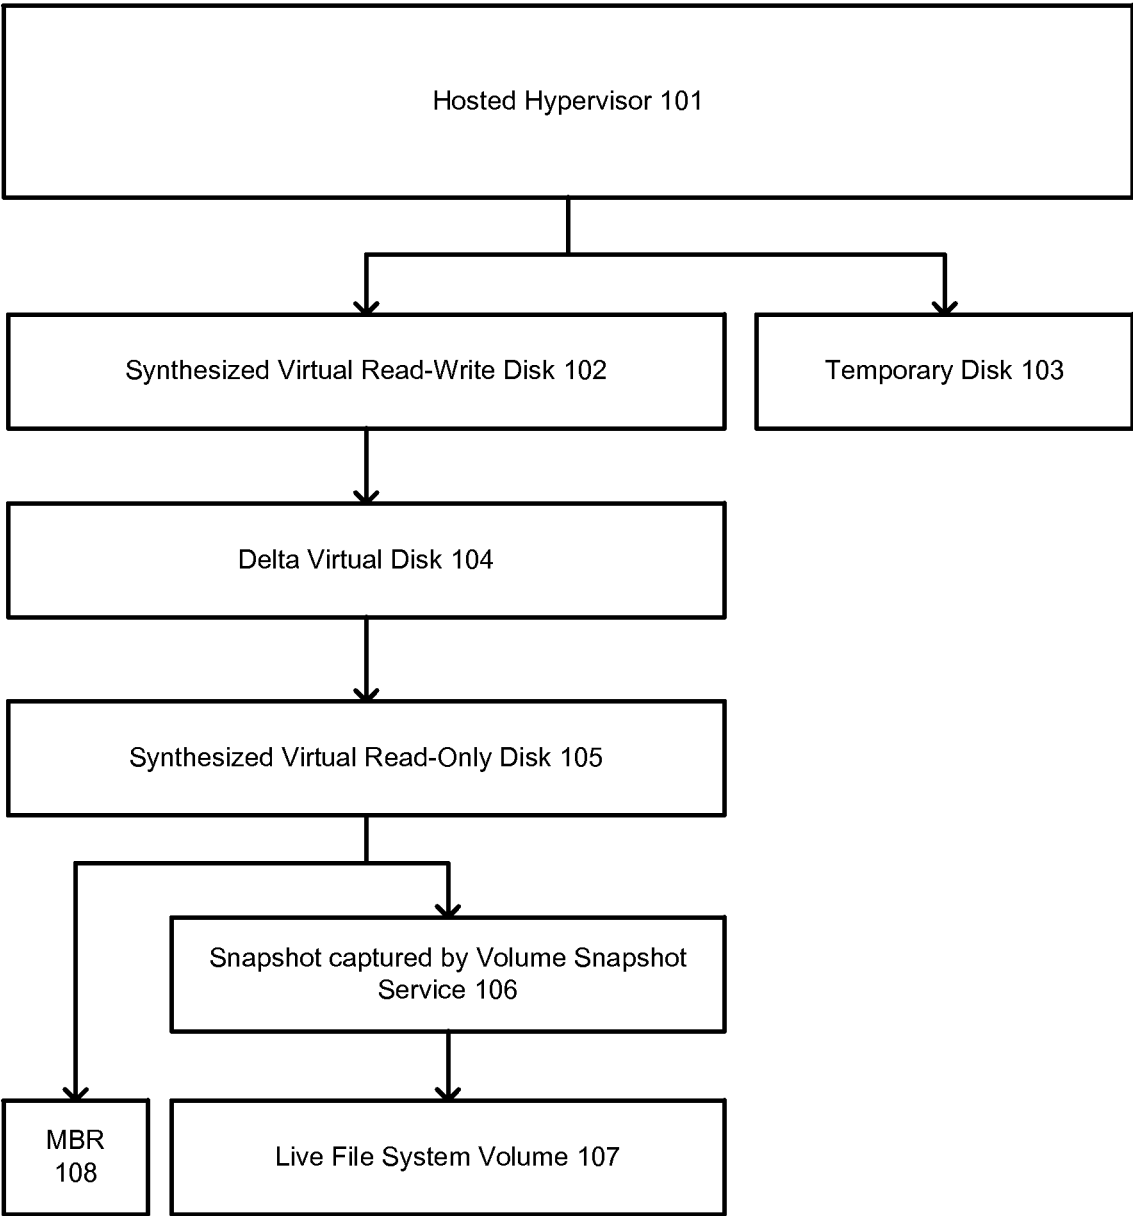 Hosted Hypervisor 101
Synthesized Virtual Read-Write Disk 102
Temporary Disk 103
Delta Virtual Disk 104
Synthesized Virtual Read-Only Disk 105
Snapshot captured by Volume Snapshot
Service 106
MBR
108
Live File System Volume 107